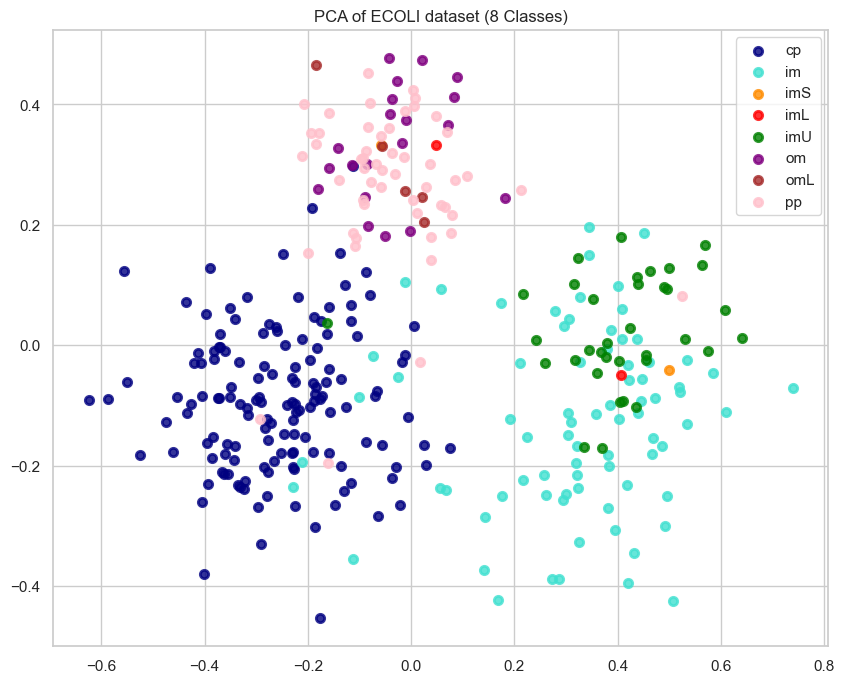 PCA of ECOLI dataset (8 Classes)
cp
im
imS
imL
imU
om
omL
pp
0.4
0.2
0.0
−0.2
−0.4
−0.6 −0.4 −0.2 0.0 0.2 0.4 0.6 0.8